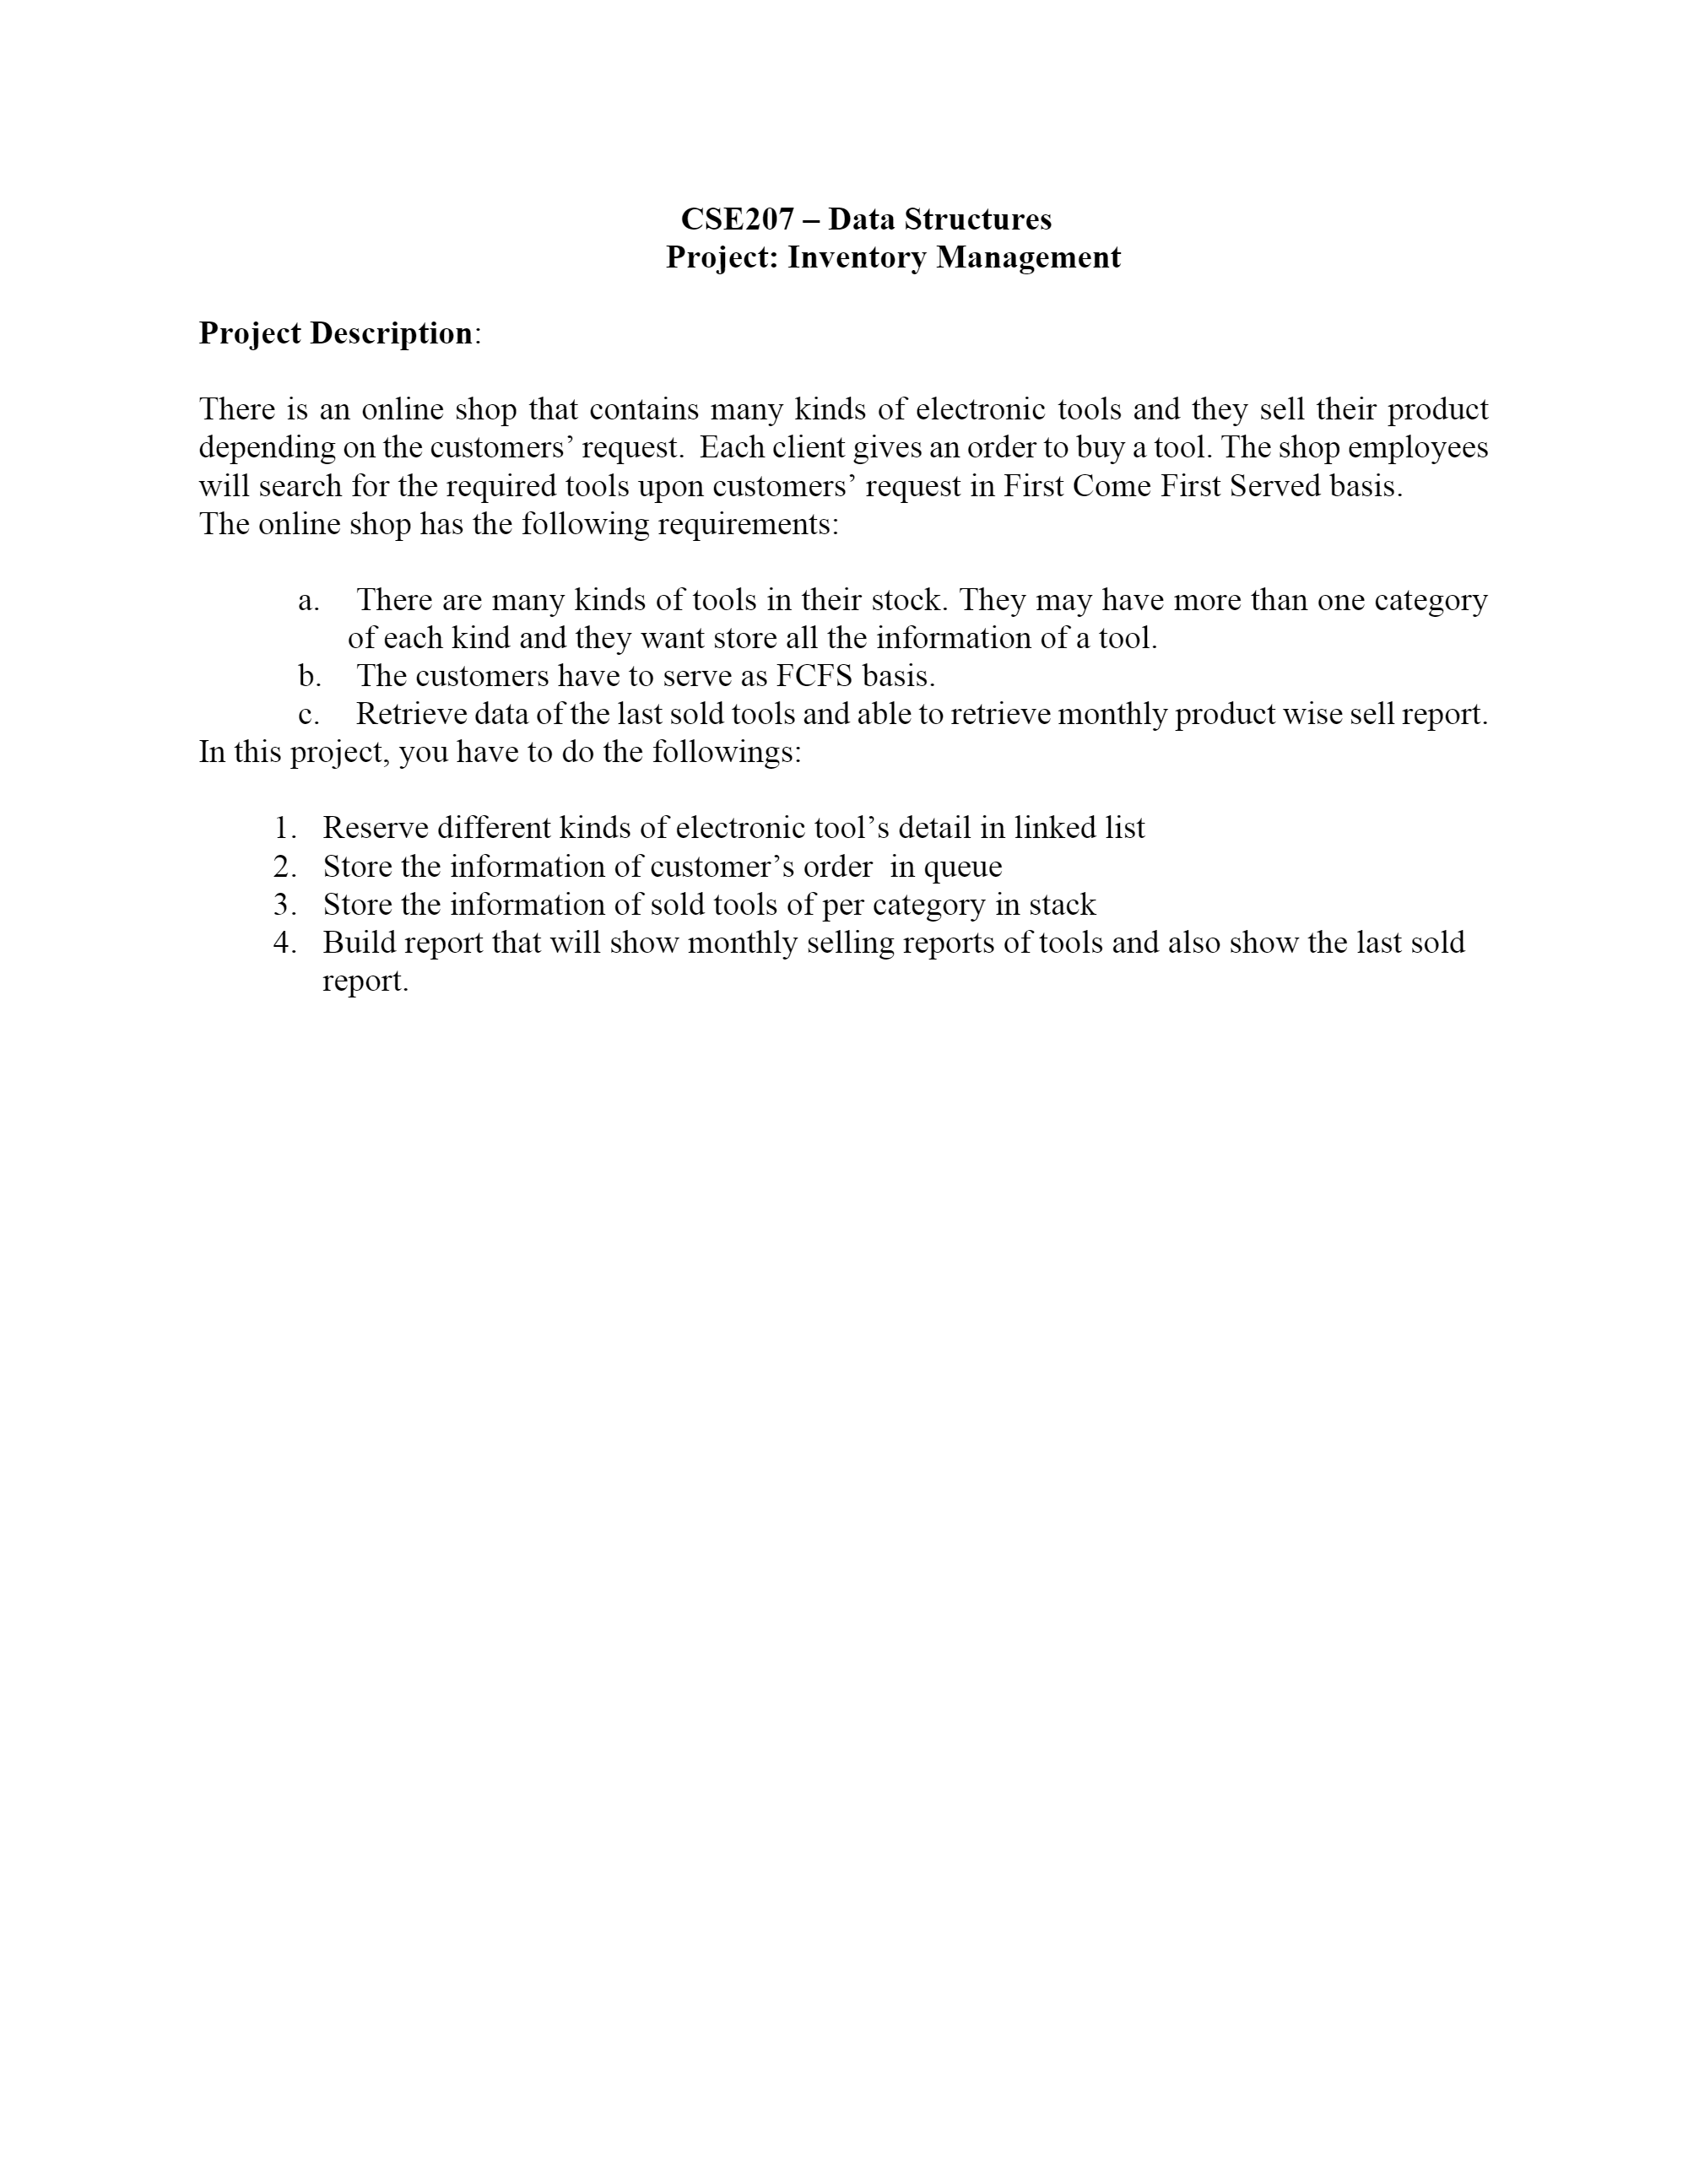 CSE207 – Data Structures
Project: Inventory Management
Project Description:
There is an online shop that contains many kinds of electronic tools and they sell their product
depending on the customers’ request.  Each client gives an order to buy a tool. The shop employees
will search for the required tools upon customers’ request in First Come First Served basis.
The online shop has the following requirements:
a. There are many kinds of tools in their stock. They may have more than one category
of each kind and they want store all the information of a tool.
b. The customers have to serve as FCFS basis.
c. Retrieve data of the last sold tools and able to retrieve monthly product wise sell report.
In this project, you have to do the followings:
1. Reserve different kinds of electronic tool’s detail in linked list
2. Store the information of customer’s order  in queue
3. Store the information of sold tools of per category in stack
4. Build report that will show monthly selling reports of tools and also show the last sold
report.